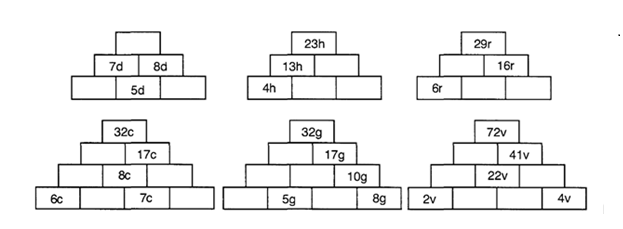 23h 29r
7d 8d 13h 16r
5d 4h 6r
32c 32g 72v
17c 17g 41v
8c 10g 22v
6c 7c 5g 8g 2v 4v